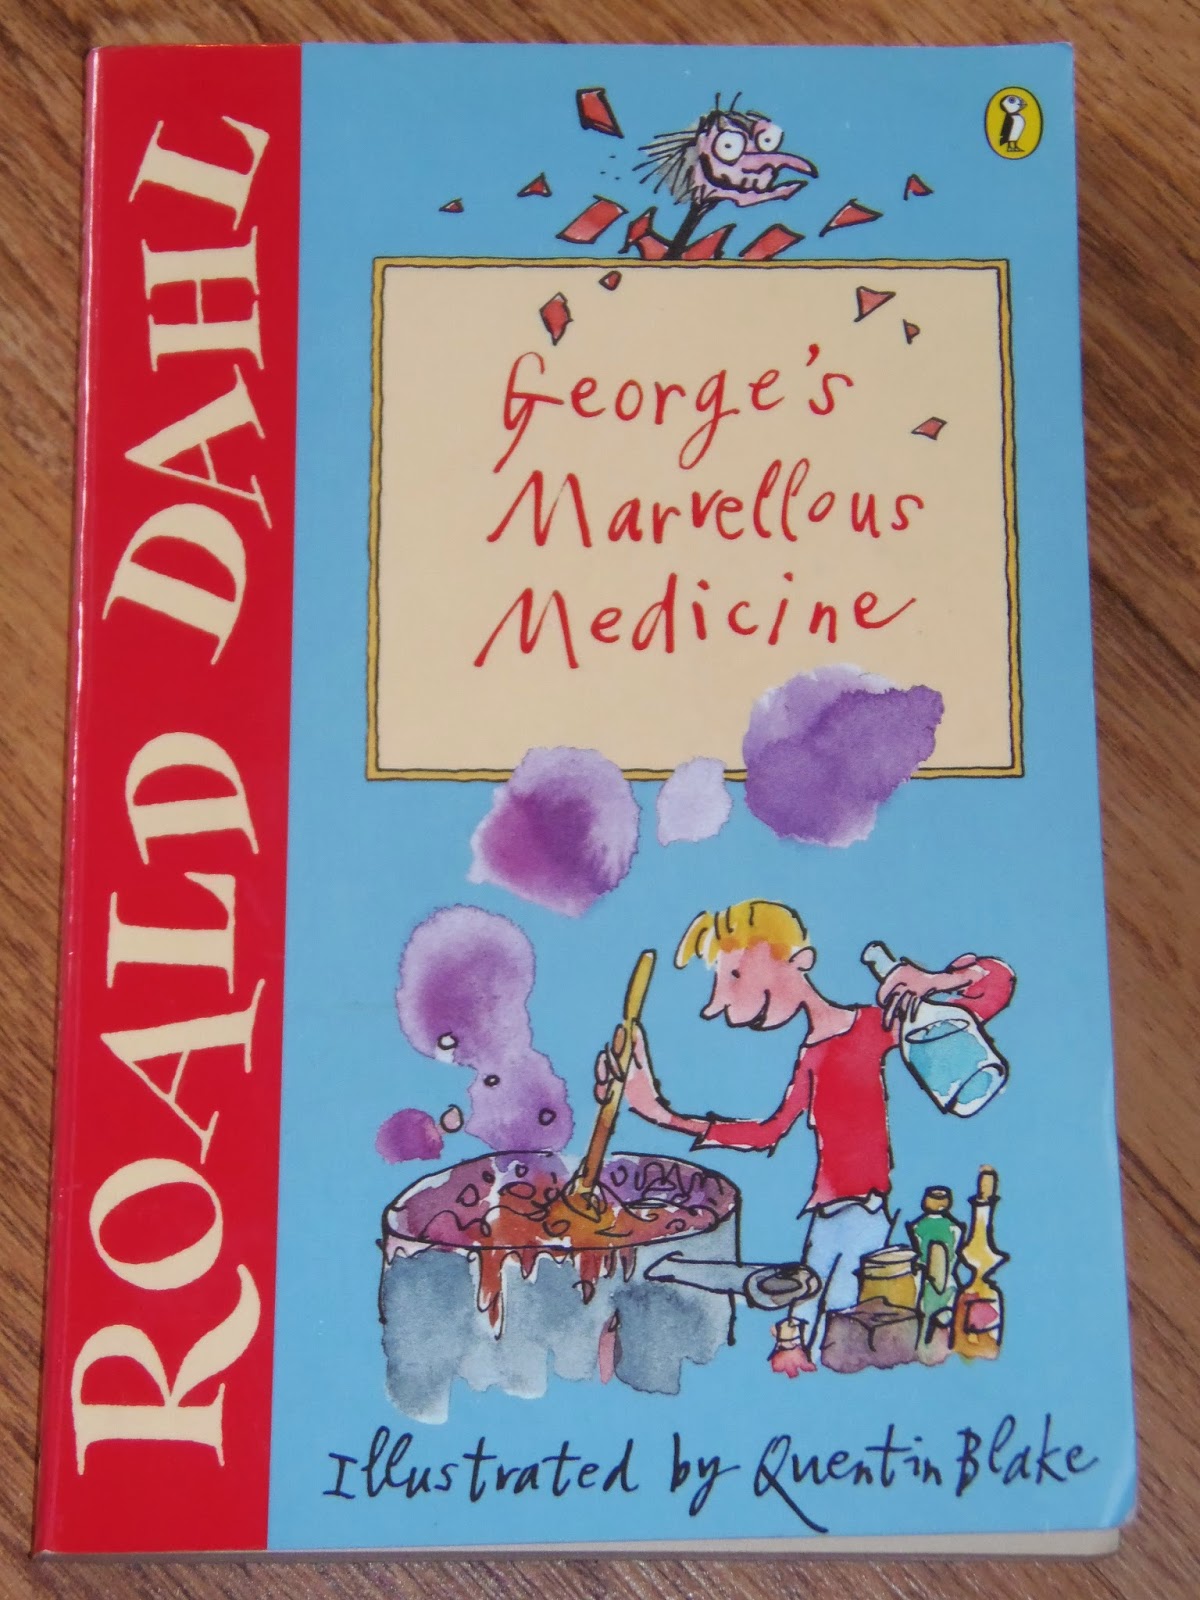 ROALD DAHL
George's
Marvellous
Medicine
Illustrated by Quentin Blake